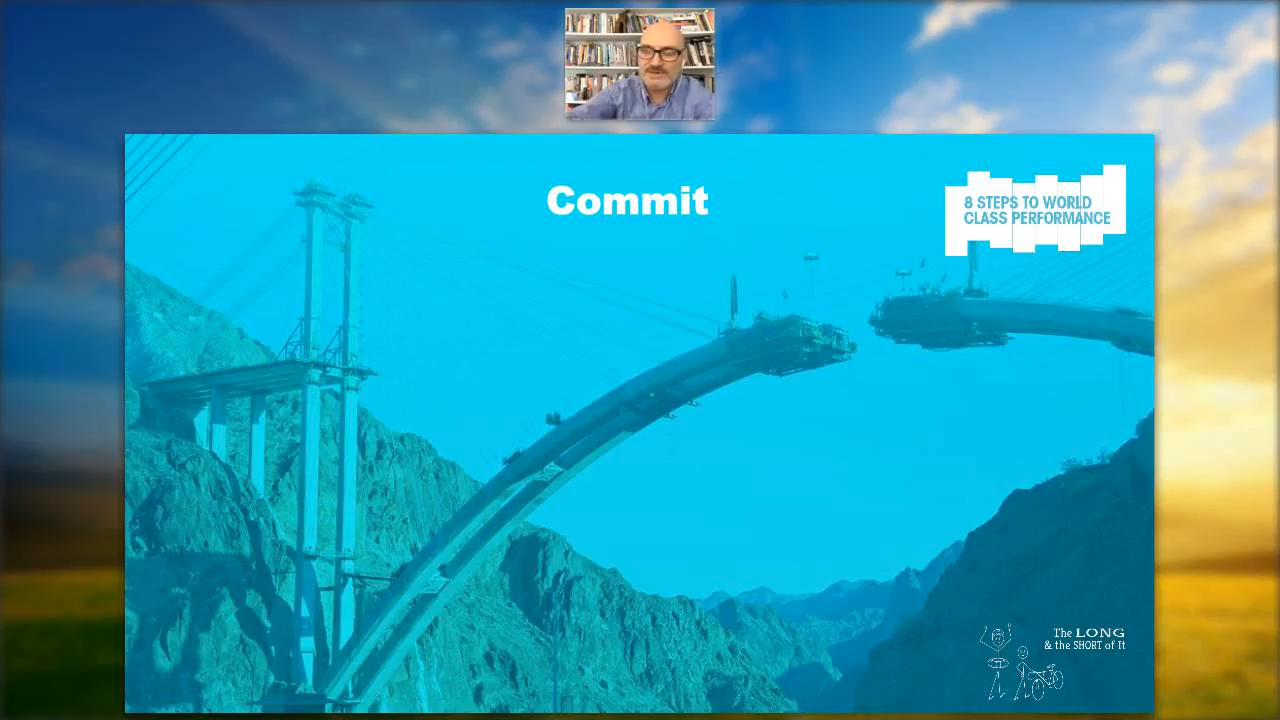 Commit
8 STEPS TO WORLD
CLASS PERFORMANCE
The LONG
& the SHORT of It